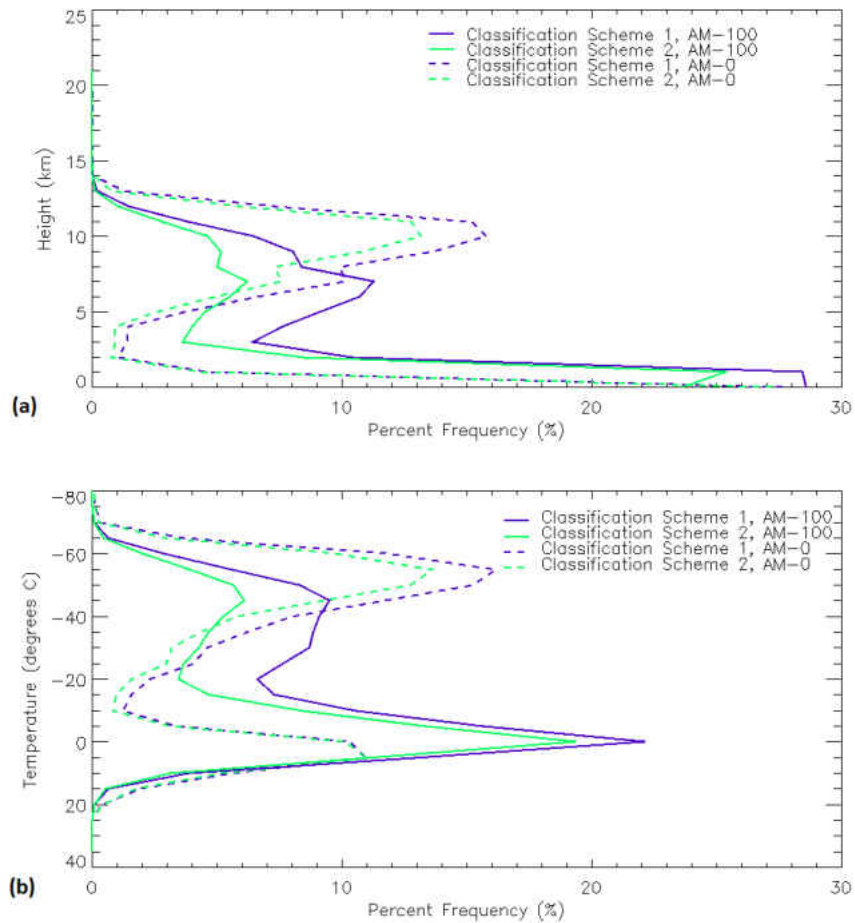 Classification Scheme 1, AM-100
Classification Scheme 2, AM-100
Classification Scheme 1, AM-0
Classification Scheme 2, AM-0
25
20
15
10
5
0
Height (km)
0 10 20 30
Percent Frequency (%)
(a)
Classification Scheme 1, AM-100
Classification Scheme 2, AM-100
Classification Scheme 1, AM-0
Classification Scheme 2, AM-0
-80
-60
-40
-20
0
20
40
Temperature (degrees C)
0 10 20 30
Percent Frequency (%)
(b)